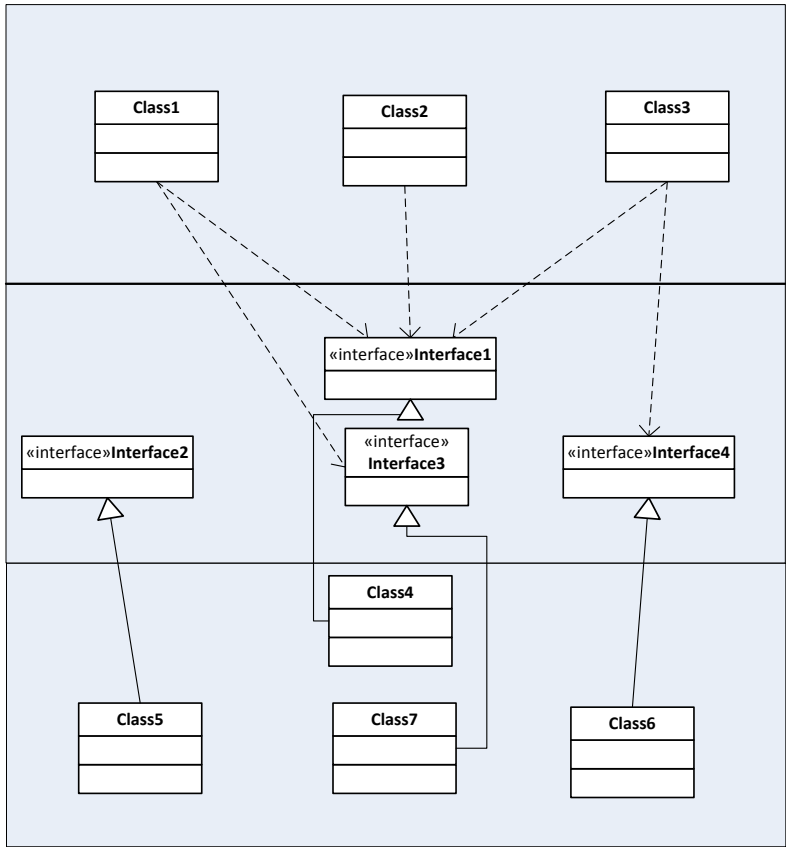 Class1
Class2
Class3
«interface»Interface1
«interface»Interface2
«interface»
Interface3
«interface»Interface4
Class4
Class5
Class7
Class6